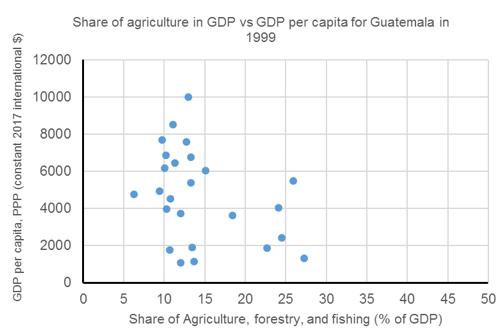 Share of agriculture in GDP vs GDP per capita for Guatemala in
1999
GDP per capita, PPP (constant 2017 international $)
12000
10000
8000
6000
4000
2000
0
0 5 10 15 20 25 30 35 40 45 50
Share of Agriculture, forestry, and fishing (% of GDP)